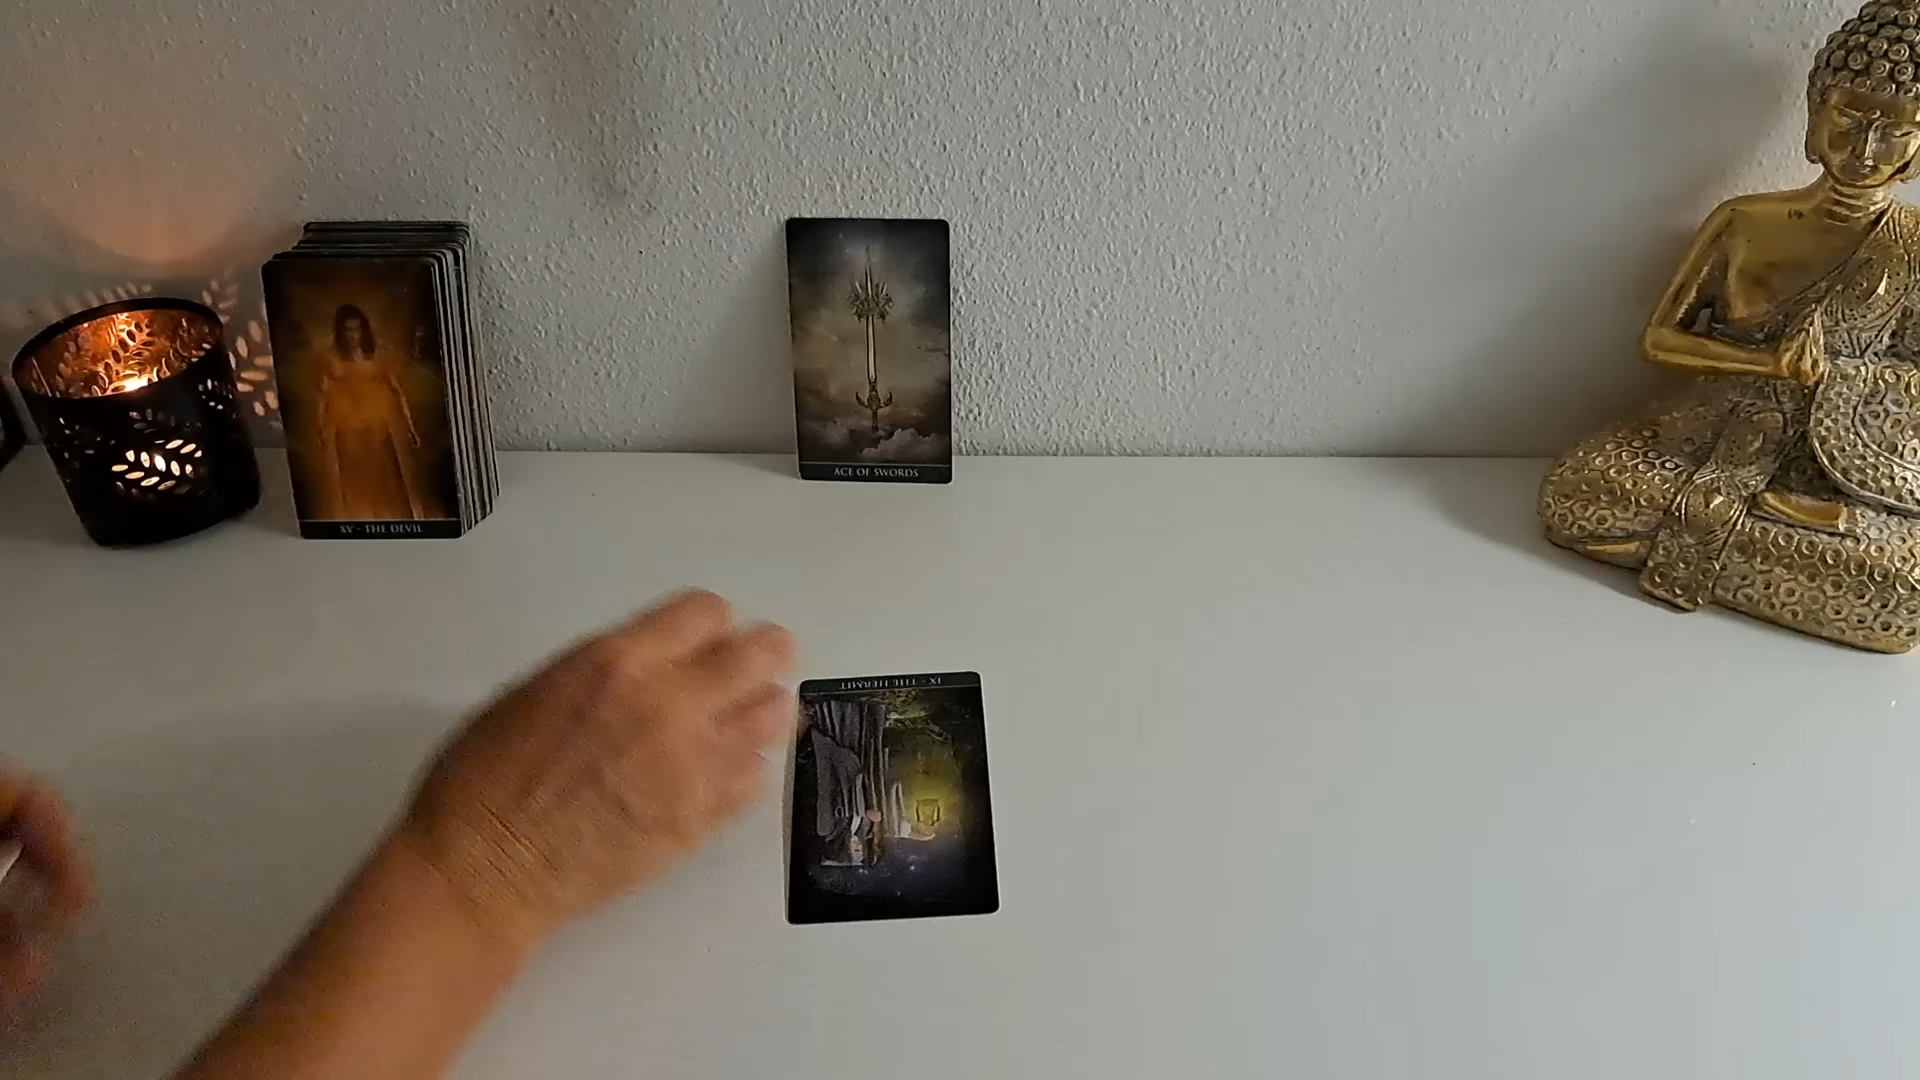 ACE OF SWORDS
XV - THE DEVIL
IX - THE HERMIT